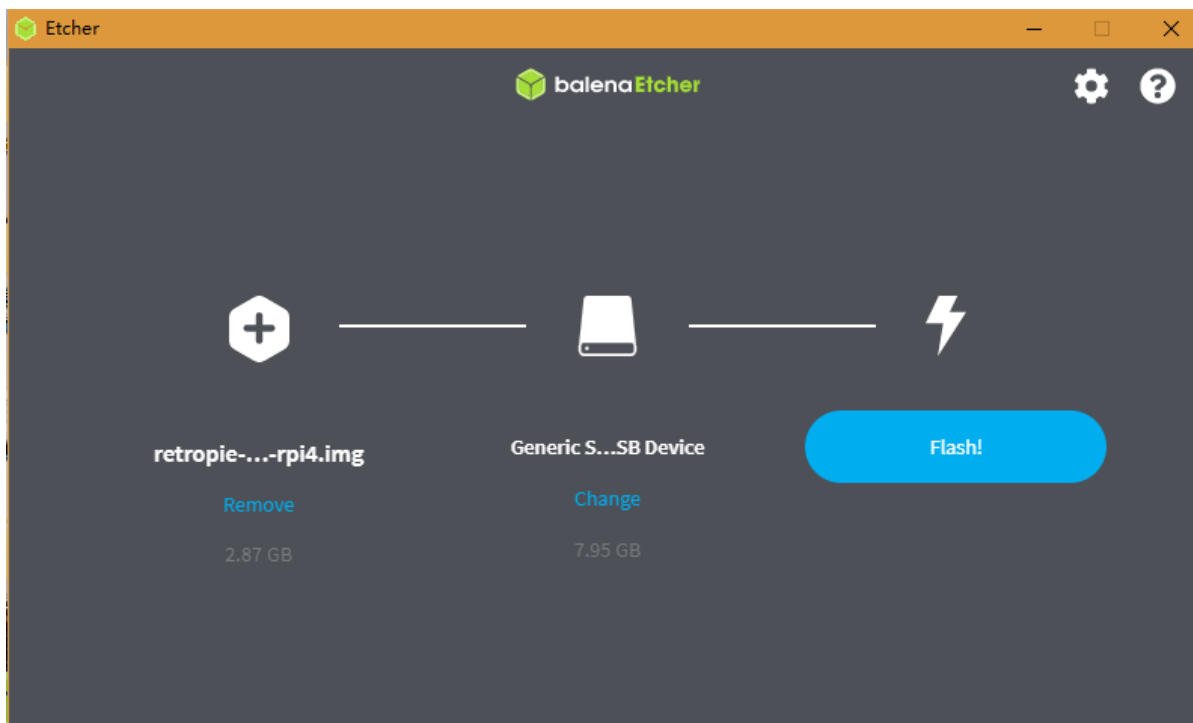 Etcher
balenaEtcher
retropie-...-rpi4.img
Remove
2.87 GB
Generic S...SB Device
Change
7.95 GB
Flash!